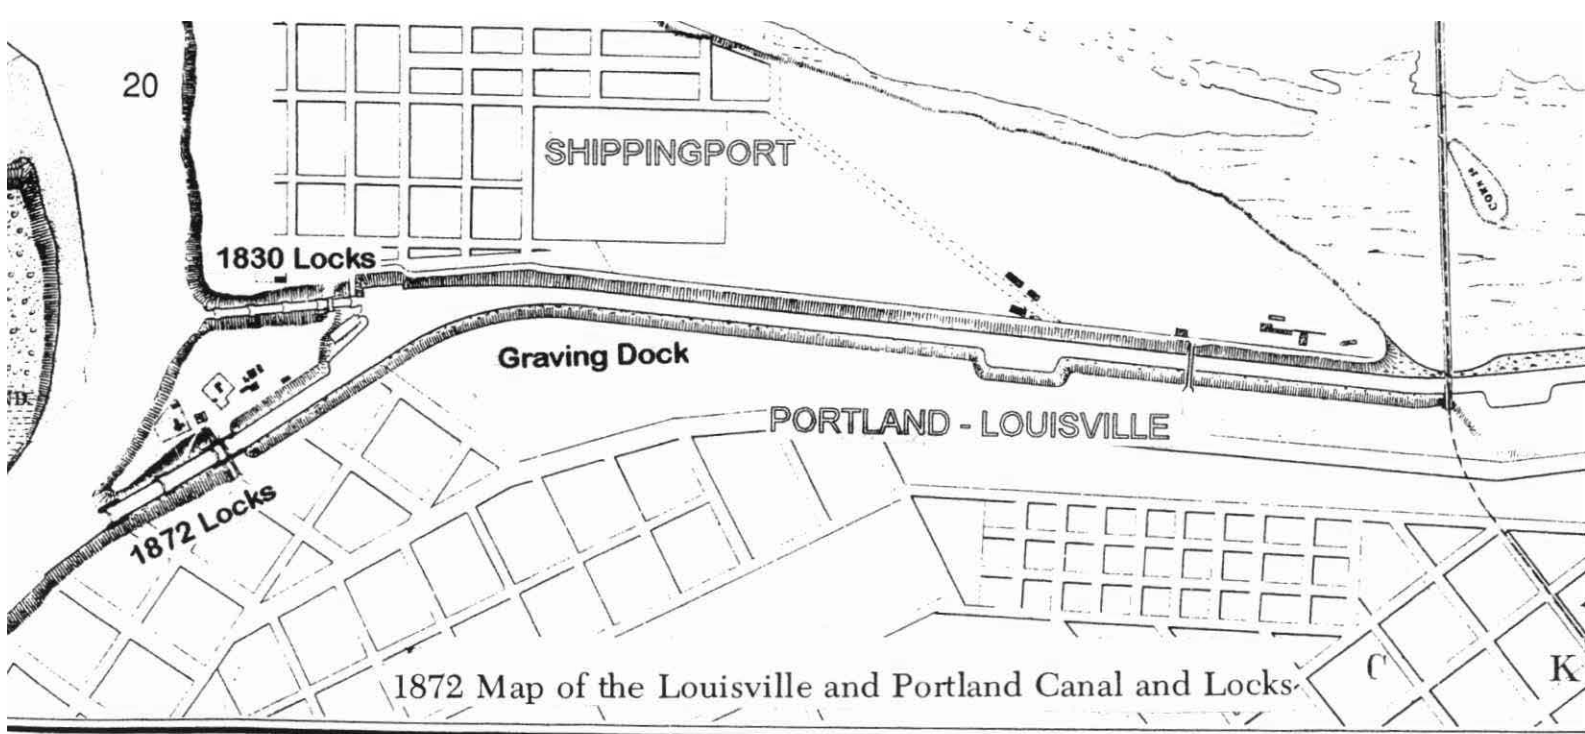 20
SHIPPINGPORT
1830 Locks
Graving Dock
PORTLAND - LOUISVILLE
1872 Locks
C
K
1872 Map of the Louisville and Portland Canal and Locks